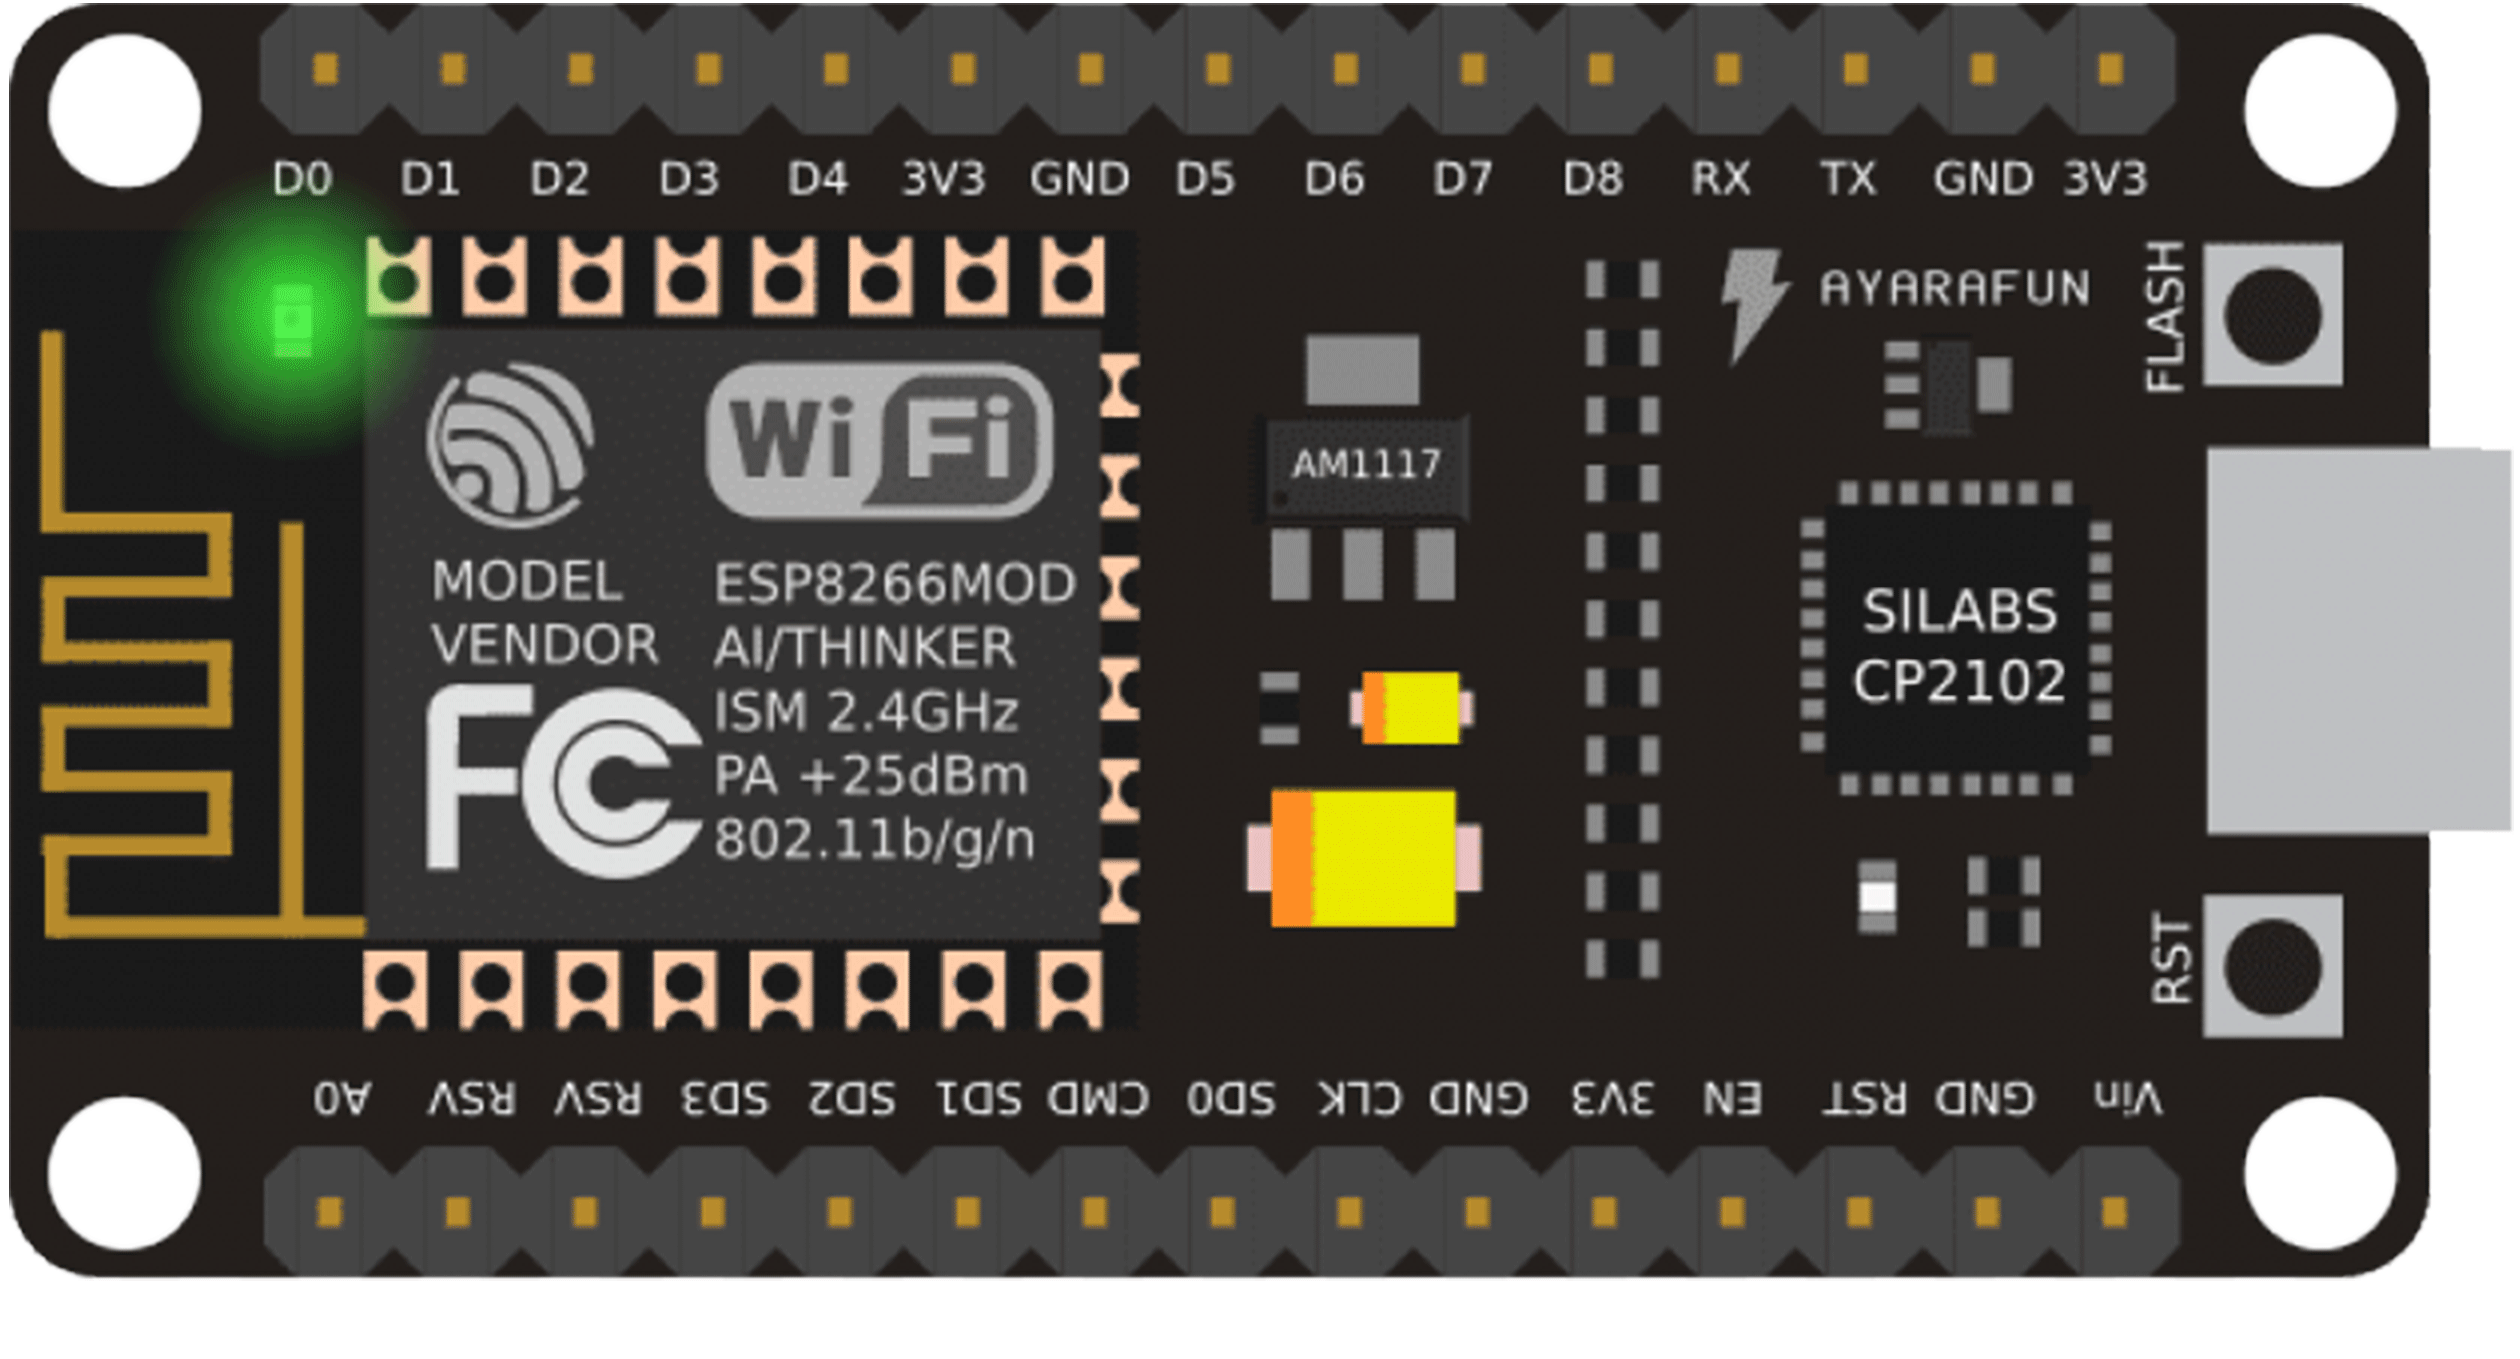 D0 D1 D2 D3 D4 3V3 GND D5 D6 D7 D8 RX TX GND 3V3
AYARAFUN
FLASH
WiFi
AM1117
MODEL ESP8266MOD
VENDOR AI/THINKER
ISM 2.4GHz
PA +25dBm
802.11b/g/n
FC
SILABS
CP2102
RST
A0 RSV RSV SD3 SD2 SD1 CMD SD0 CLK GND 3V3 EN RST GND Vin